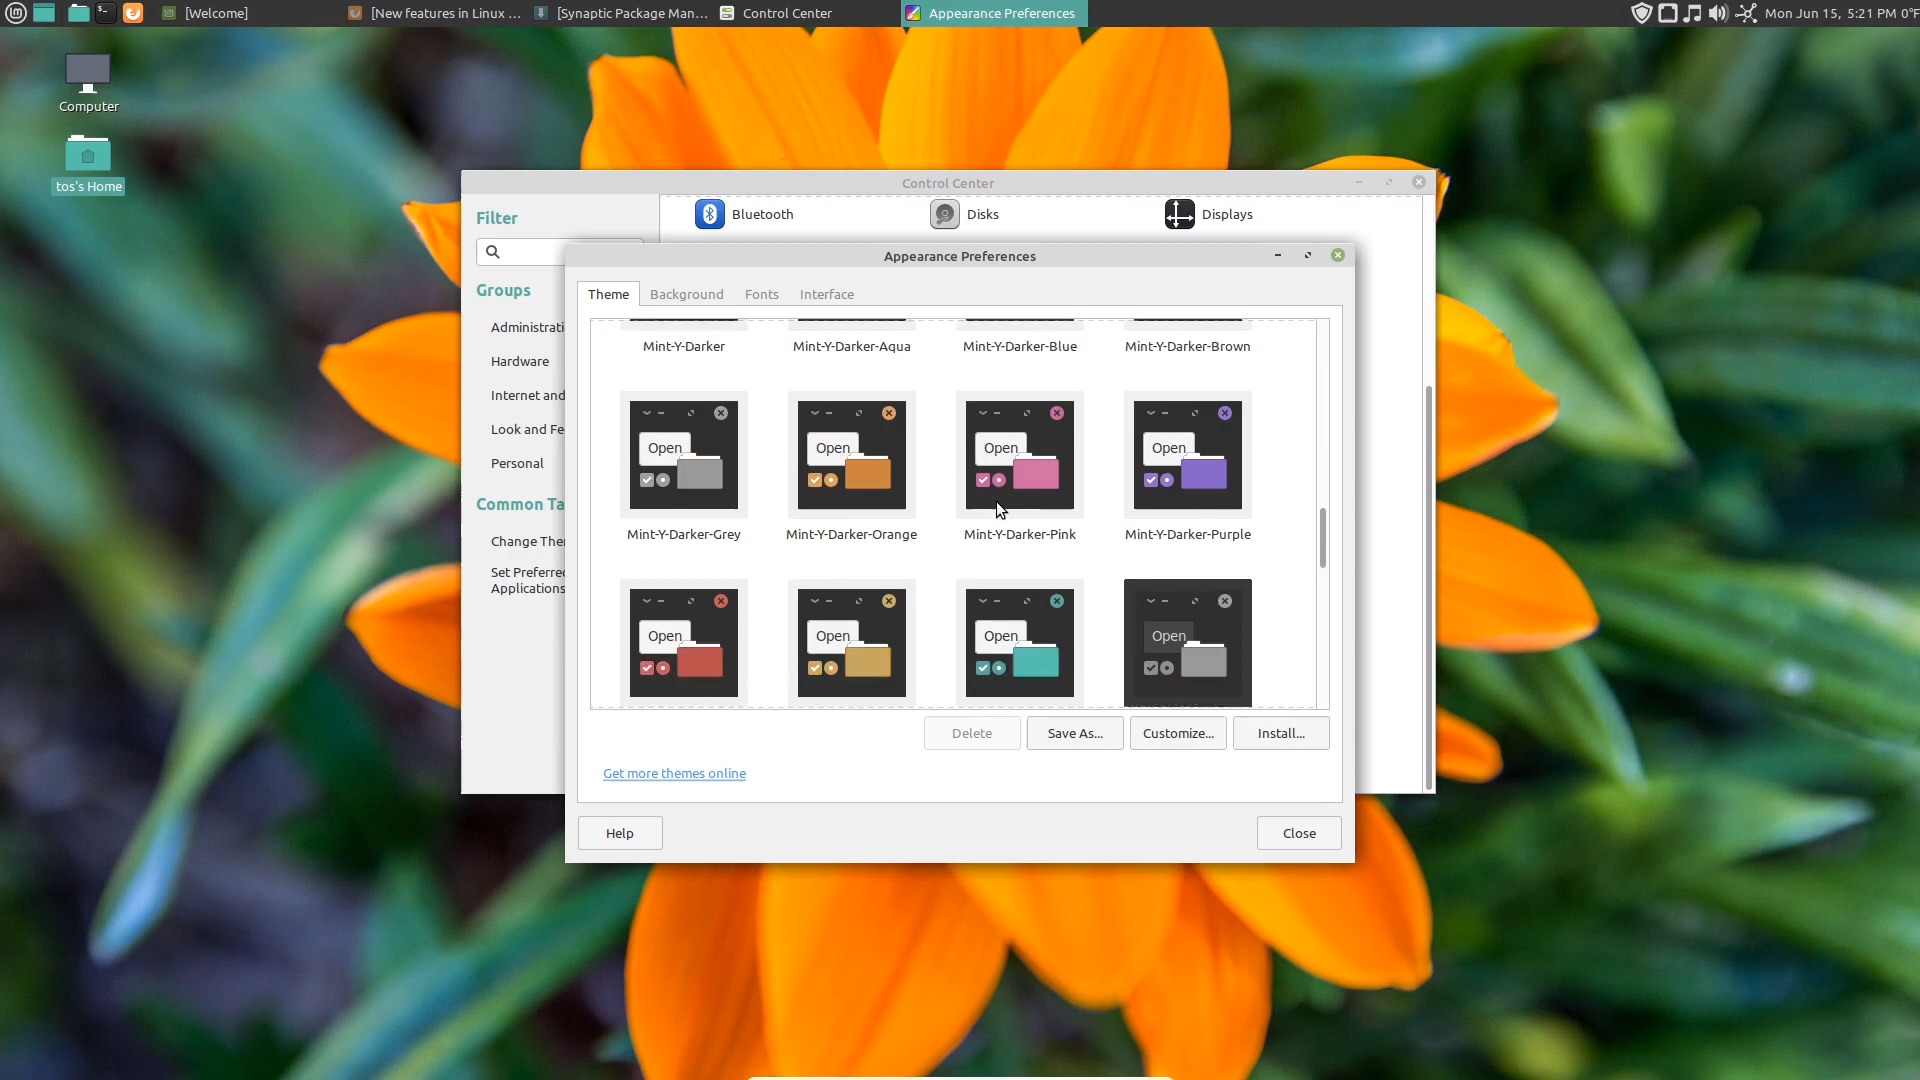 [Welcome]
[New features in Linux ...
[Synaptic Package Man...
Control Center
Appearance Preferences
Mon Jun 15, 5:21 PM 0°F
Computer
tos's Home
Control Center
Filter
Bluetooth
Disks
Displays
Groups
Administrati
Hardware
Internet and
Look and Fe
Personal
Common Ta
Change The
Set Preferre
Applications
Appearance Preferences
Theme
Background
Fonts
Interface
Mint-Y-Darker
Mint-Y-Darker-Aqua
Mint-Y-Darker-Blue
Mint-Y-Darker-Brown
Open
Open
Open
Open
Mint-Y-Darker-Grey
Mint-Y-Darker-Orange
Mint-Y-Darker-Pink
Mint-Y-Darker-Purple
Open
Open
Open
Open
Delete
Save As...
Customize...
Install...
Get more themes online
Help
Close